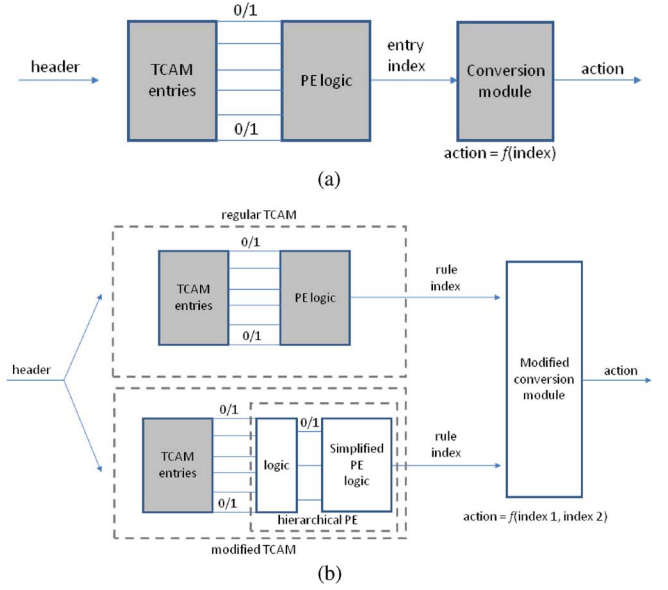 0/1
header
TCAM
entries
PE logic
0/1
entry
index
Conversion
module
action
action = f(index)
(a)
regular TCAM
0/1
TCAM
entries
PE logic
0/1
rule
index
header
Modified
conversion
module
action
0/1
0/1
TCAM
entries
logic
Simplified
PE
logic
rule
index
0/1
hierarchical PE
action = f(index 1, index 2)
modified TCAM
(b)